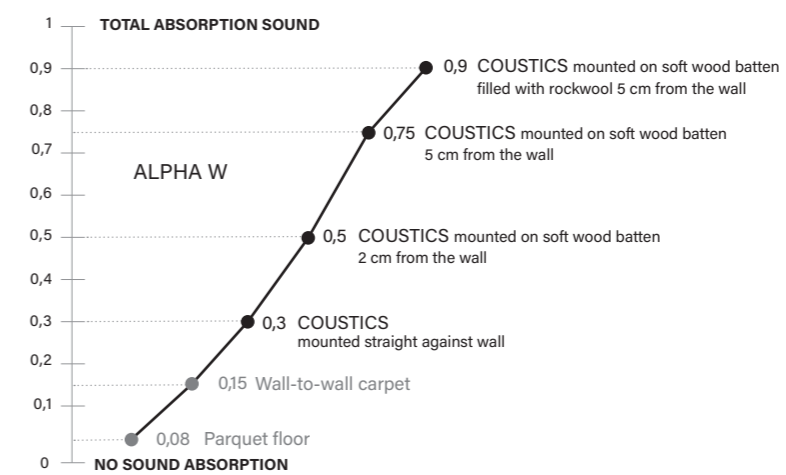 1 TOTAL ABSORPTION SOUND
0,9 0,9 COUSTICS mounted on soft wood batten
filled with rockwool 5 cm from the wall
0,8
0,75 COUSTICS mounted on soft wood batten
0,7 5 cm from the wall
ALPHA W
0,6
0,5 0,5 COUSTICS mounted on soft wood batten
2 cm from the wall
0,4
0,3 0,3 COUSTICS
mounted straight against wall
0,2
0,15 Wall-to-wall carpet
0,1
0,08 Parquet floor
0 NO SOUND ABSORPTION